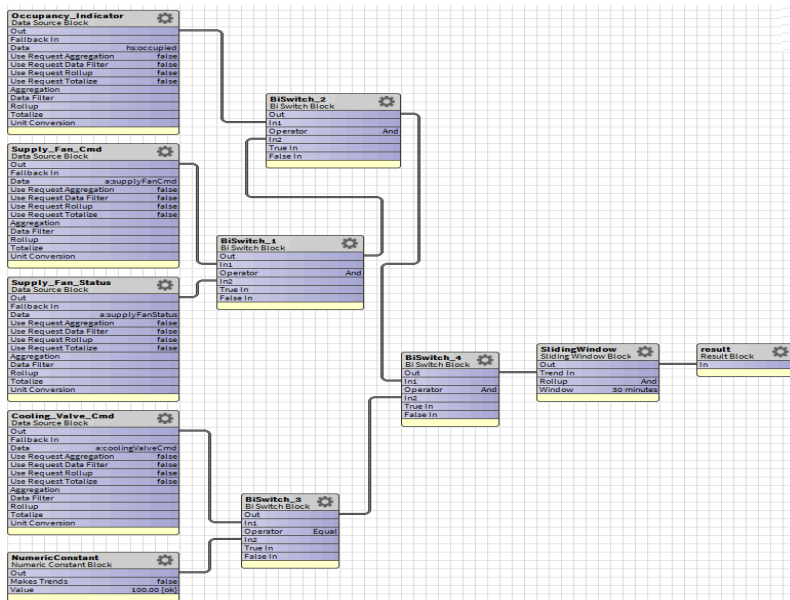 Occupancy_Indicator
Data Source Block
Out
Fallback In
Data hs:occupied
Use Request Aggregation false
Use Request Data Filter false
Use Request Rollup false
Use Request Totalize false
Aggregation
Data Filter
Rollup
Totalize
Unit Conversion
Supply_Fan_Cmd
Data Source Block
Out
Fallback In
Data a:supplyFanCmd
Use Request Aggregation false
Use Request Data Filter false
Use Request Rollup false
Use Request Totalize false
Aggregation
Data Filter
Rollup
Totalize
Unit Conversion
Supply_Fan_Status
Data Source Block
Out
Fallback In
Data a:supplyFanStatus
Use Request Aggregation false
Use Request Data Filter false
Use Request Rollup false
Use Request Totalize false
Aggregation
Data Filter
Rollup
Totalize
Unit Conversion
Cooling_Valve_Cmd
Data Source Block
Out
Fallback In
Data a:coolingValveCmd
Use Request Aggregation false
Use Request Data Filter false
Use Request Rollup false
Use Request Totalize false
Aggregation
Data Filter
Rollup
Totalize
Unit Conversion
NumericConstant
Numeric Constant Block
Out
Makes Trends false
Value 100.00 {ok}
BiSwitch_2
Bi Switch Block
Out
In1
Operator And
In2
True In
False In
BiSwitch_1
Bi Switch Block
Out
In1
Operator And
In2
True In
False In
BiSwitch_3
Bi Switch Block
Out
In1
Operator Equal
In2
True In
False In
BiSwitch_4
Bi Switch Block
Out
In1
Operator And
In2
True In
False In
SlidingWindow
Sliding Window Block
Out
Trend In
Rollup And
Window 30 minutes
result
Result Block
In